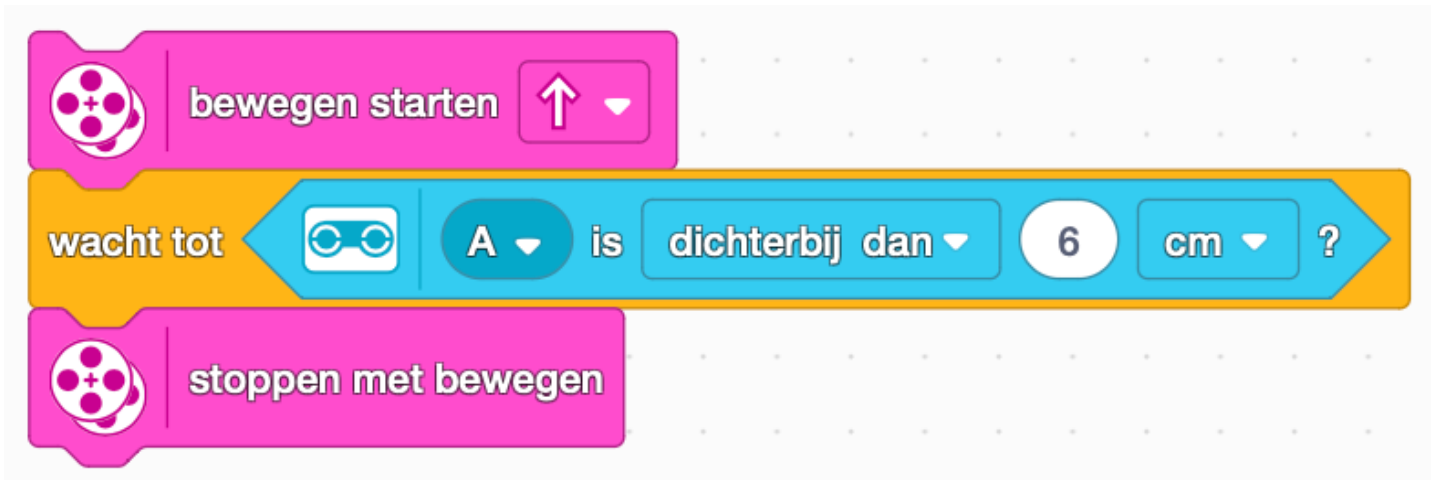 bewegen starten
wacht tot A is dichterbij dan 6 cm ?
stoppen met bewegen